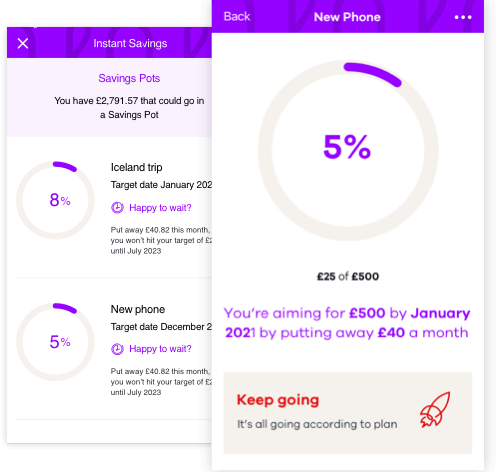 Instant Savings
Savings Pots
You have £2,791.57 that could go in
a Savings Pot
8%
Iceland trip
Target date January 202
Happy to wait?
Put away £40.82 this month,
you won't hit your target of £2
until July 2023
5%
New phone
Target date December 2
Happy to wait?
Put away £40.82 this month,
you won't hit your target of £2
until July 2023
Back
New Phone
5%
£25 of £500
You're aiming for £500 by January
2021 by putting away £40 a month
Keep going
It's all going according to plan